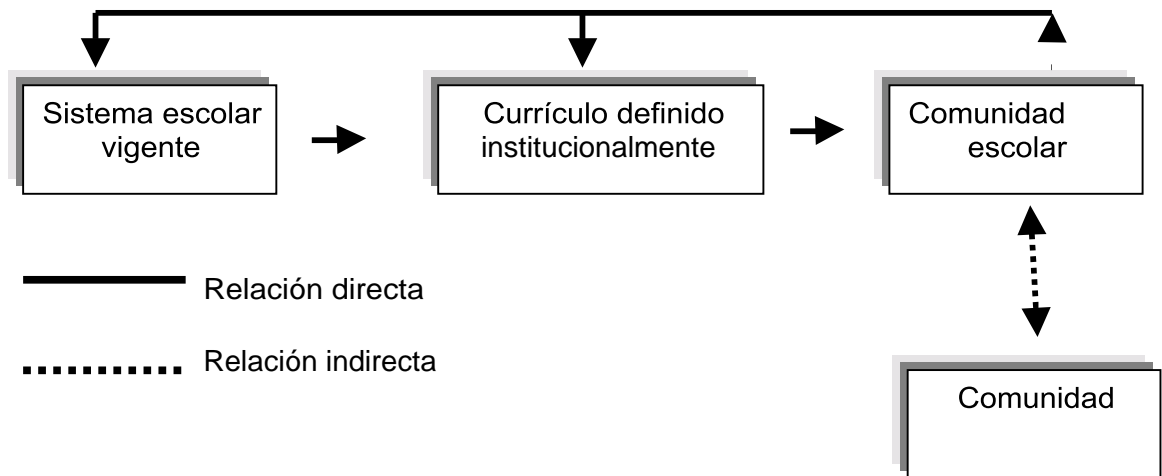 Sistema escolar
vigente
Currículo definido
institucionalmente
Comunidad
escolar
Relación directa
Relación indirecta
Comunidad